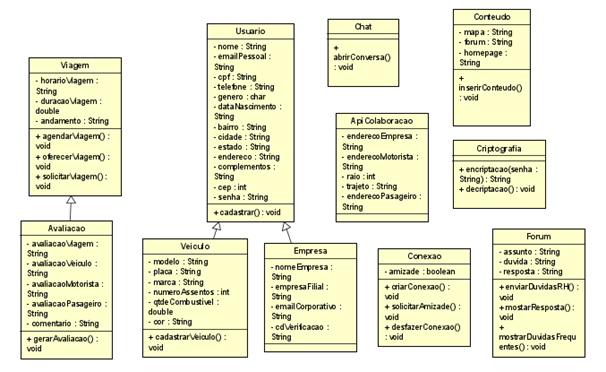 Viagem
- horarioViagem :
String
- duracaoViagem :
double
- andamento : String
+ agendarViagem() :
void
+ oferecerViagem() :
void
+ solicitarViagem() :
void
Avaliacao
- avaliacaoViagem :
String
- avaliacaoVeiculo :
String
- avaliacaoMotorista :
String
- avaliacaoPasageiro :
String
- comentario : String
+ gerarAvaliacao() :
void
Usuario
- nome : String
- emailPessoal :
String
- cpf : String
- telefone : String
- genero : char
- dataNascimento :
String
- bairro : String
- cidade : String
- estado : String
- endereco : String
- complementos :
String
- cep : int
- senha : String
+ cadastrar() : void
Veiculo
- modelo : String
- placa : String
- marca : String
- numeroAssentos : int
- qtdeCombustivel :
double
- cor : String
+ cadastrarVeiculo() :
void
Empresa
- nomeEmpresa :
String
- empresaFilial :
String
- emailCorporativo :
String
- cdVerificacao :
String
Chat
+
abrirConversa()
: void
ApiColaboracao
- enderecoEmpresa :
String
- enderecoMotorista :
String
- raio : int
- trajeto : String
- enderecoPasageiro :
String
Conexao
- amizade : boolean
+ criarConexao() :
void
+ solicitarAmizade() :
void
+ desfazerConexao()
: void
Conteudo
- mapa : String
- forum : String
- homepage :
String
+
inserirConteudo()
: void
Criptografia
+ encriptacao(senha :
String) : String
+ decriptacao() : void
Forum
- assunto : String
- duvida : String
- resposta : String
+ enviarDuvidasRH() :
void
+ mostarResposta() :
void
+
mostrarDuvidasFrequ
entes() : void